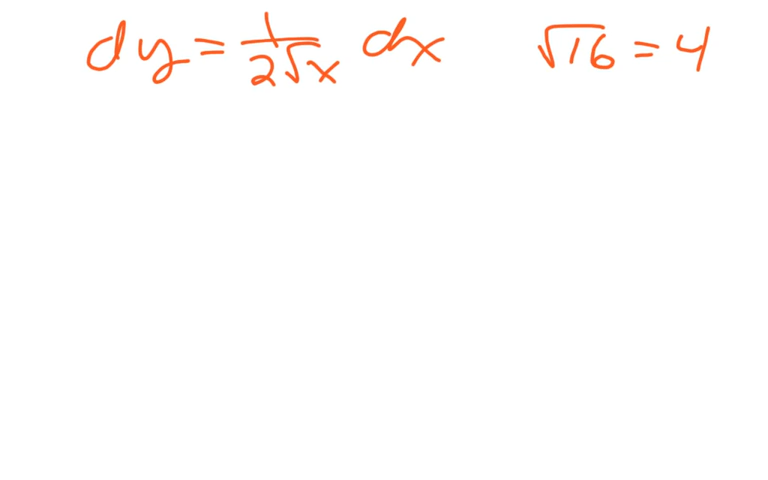 dy = 1/(2√x) dx √16 = 4